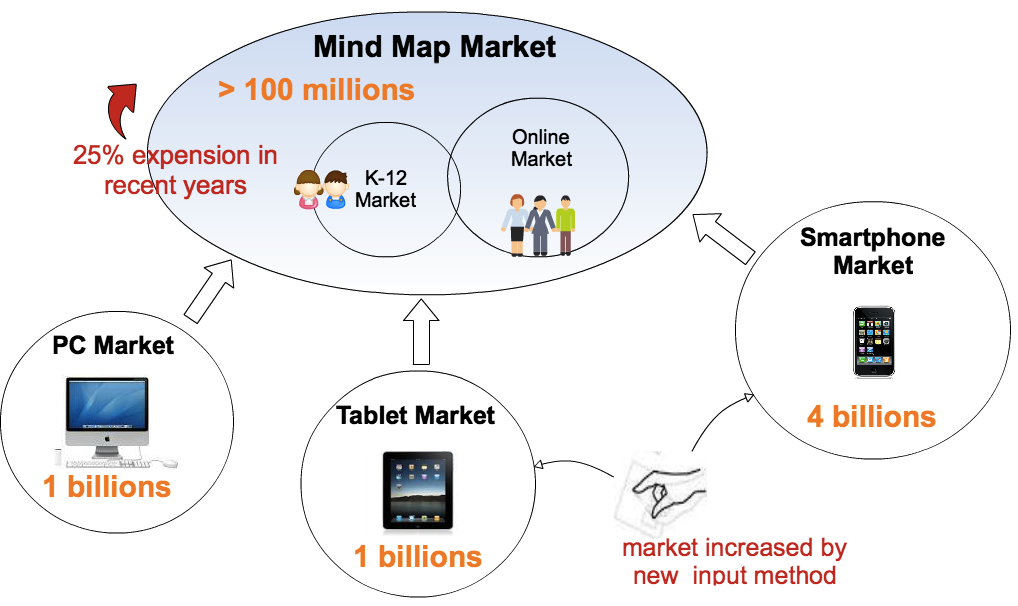 Mind Map Market
> 100 millions
25% expension in
recent years
K-12
Market
Online
Market
Smartphone
Market
4 billions
PC Market
1 billions
Tablet Market
1 billions
market increased by
new input method